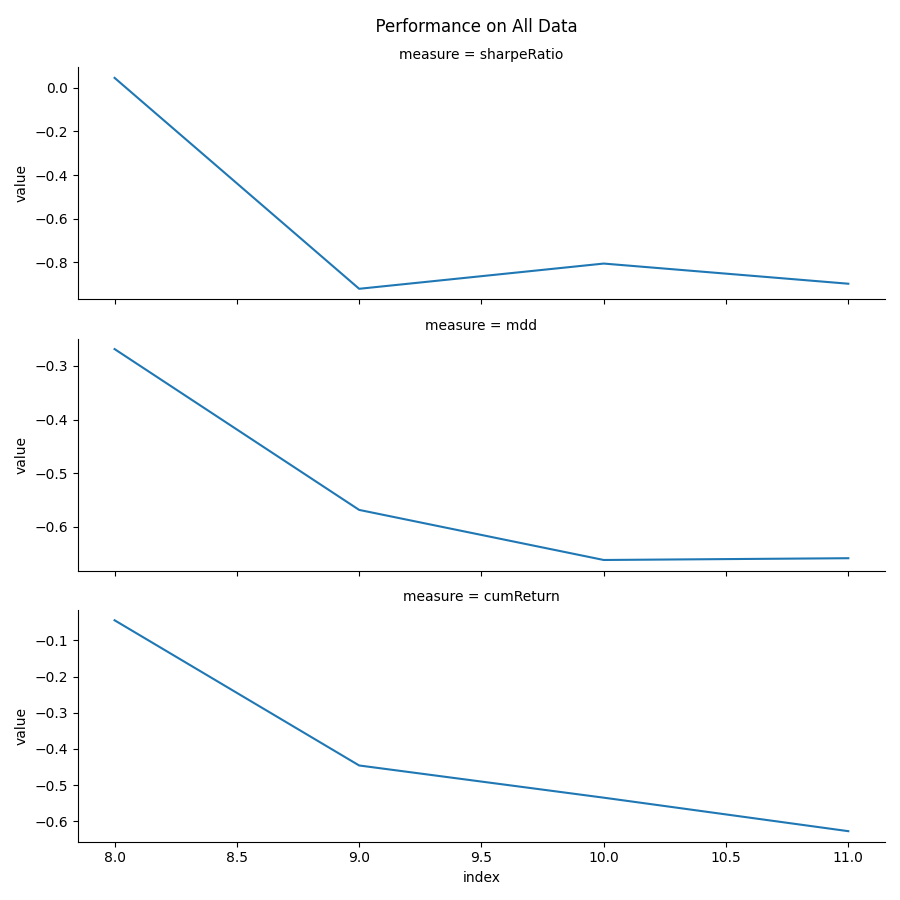 Performance on All Data
measure = sharpeRatio
0.0
−0.2
−0.4
−0.6
−0.8
value
measure = mdd
−0.3
−0.4
−0.5
−0.6
value
measure = cumReturn
−0.1
−0.2
−0.3
−0.4
−0.5
−0.6
value
8.0 8.5 9.0 9.5 10.0 10.5 11.0
index